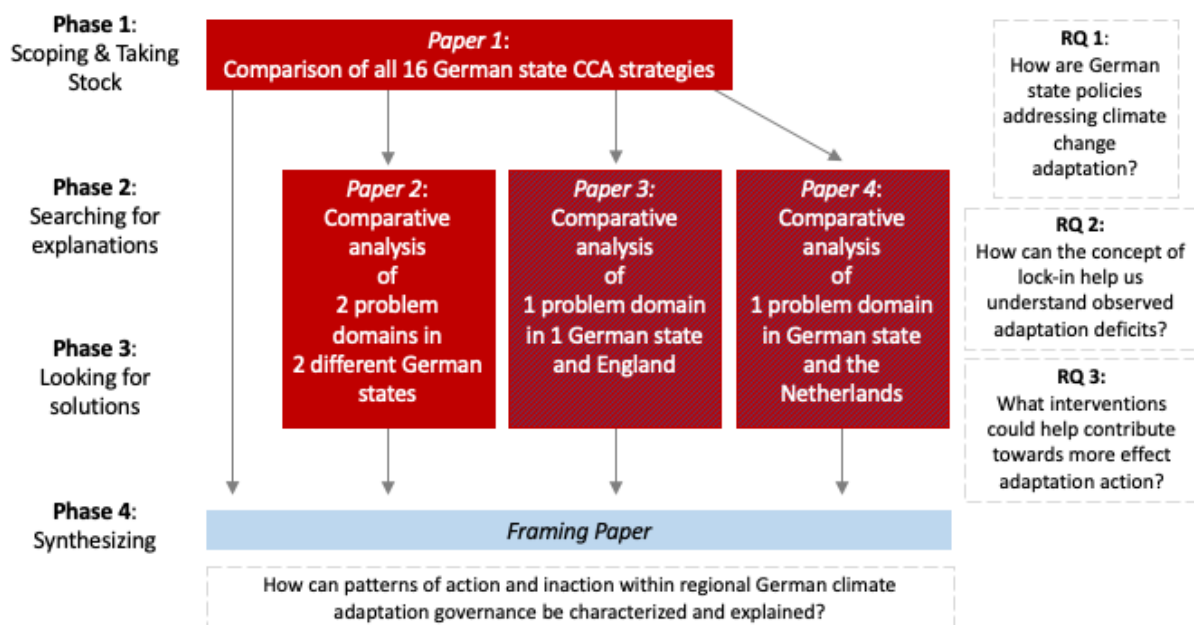 Phase 1:
Scoping & Taking
Stock
Paper 1:
Comparison of all 16 German state CCA strategies
RQ 1:
How are German
state policies
addressing climate
change
adaptation?
Phase 2:
Searching for
explanations
Paper 2:
Comparative
analysis
of
2 problem
domains in
2 different German
states
Paper 3:
Comparative
analysis
of
1 problem domain
in 1 German state
and England
Paper 4:
Comparative
analysis
of
1 problem domain
in German state
and the
Netherlands
RQ 2:
How can the concept of
lock-in help us
understand observed
adaptation deficits?
Phase 3:
Looking for
solutions
RQ 3:
What interventions
could help contribute
towards more effect
adaptation action?
Phase 4:
Synthesizing
Framing Paper
How can patterns of action and inaction within regional German climate
adaptation governance be characterized and explained?